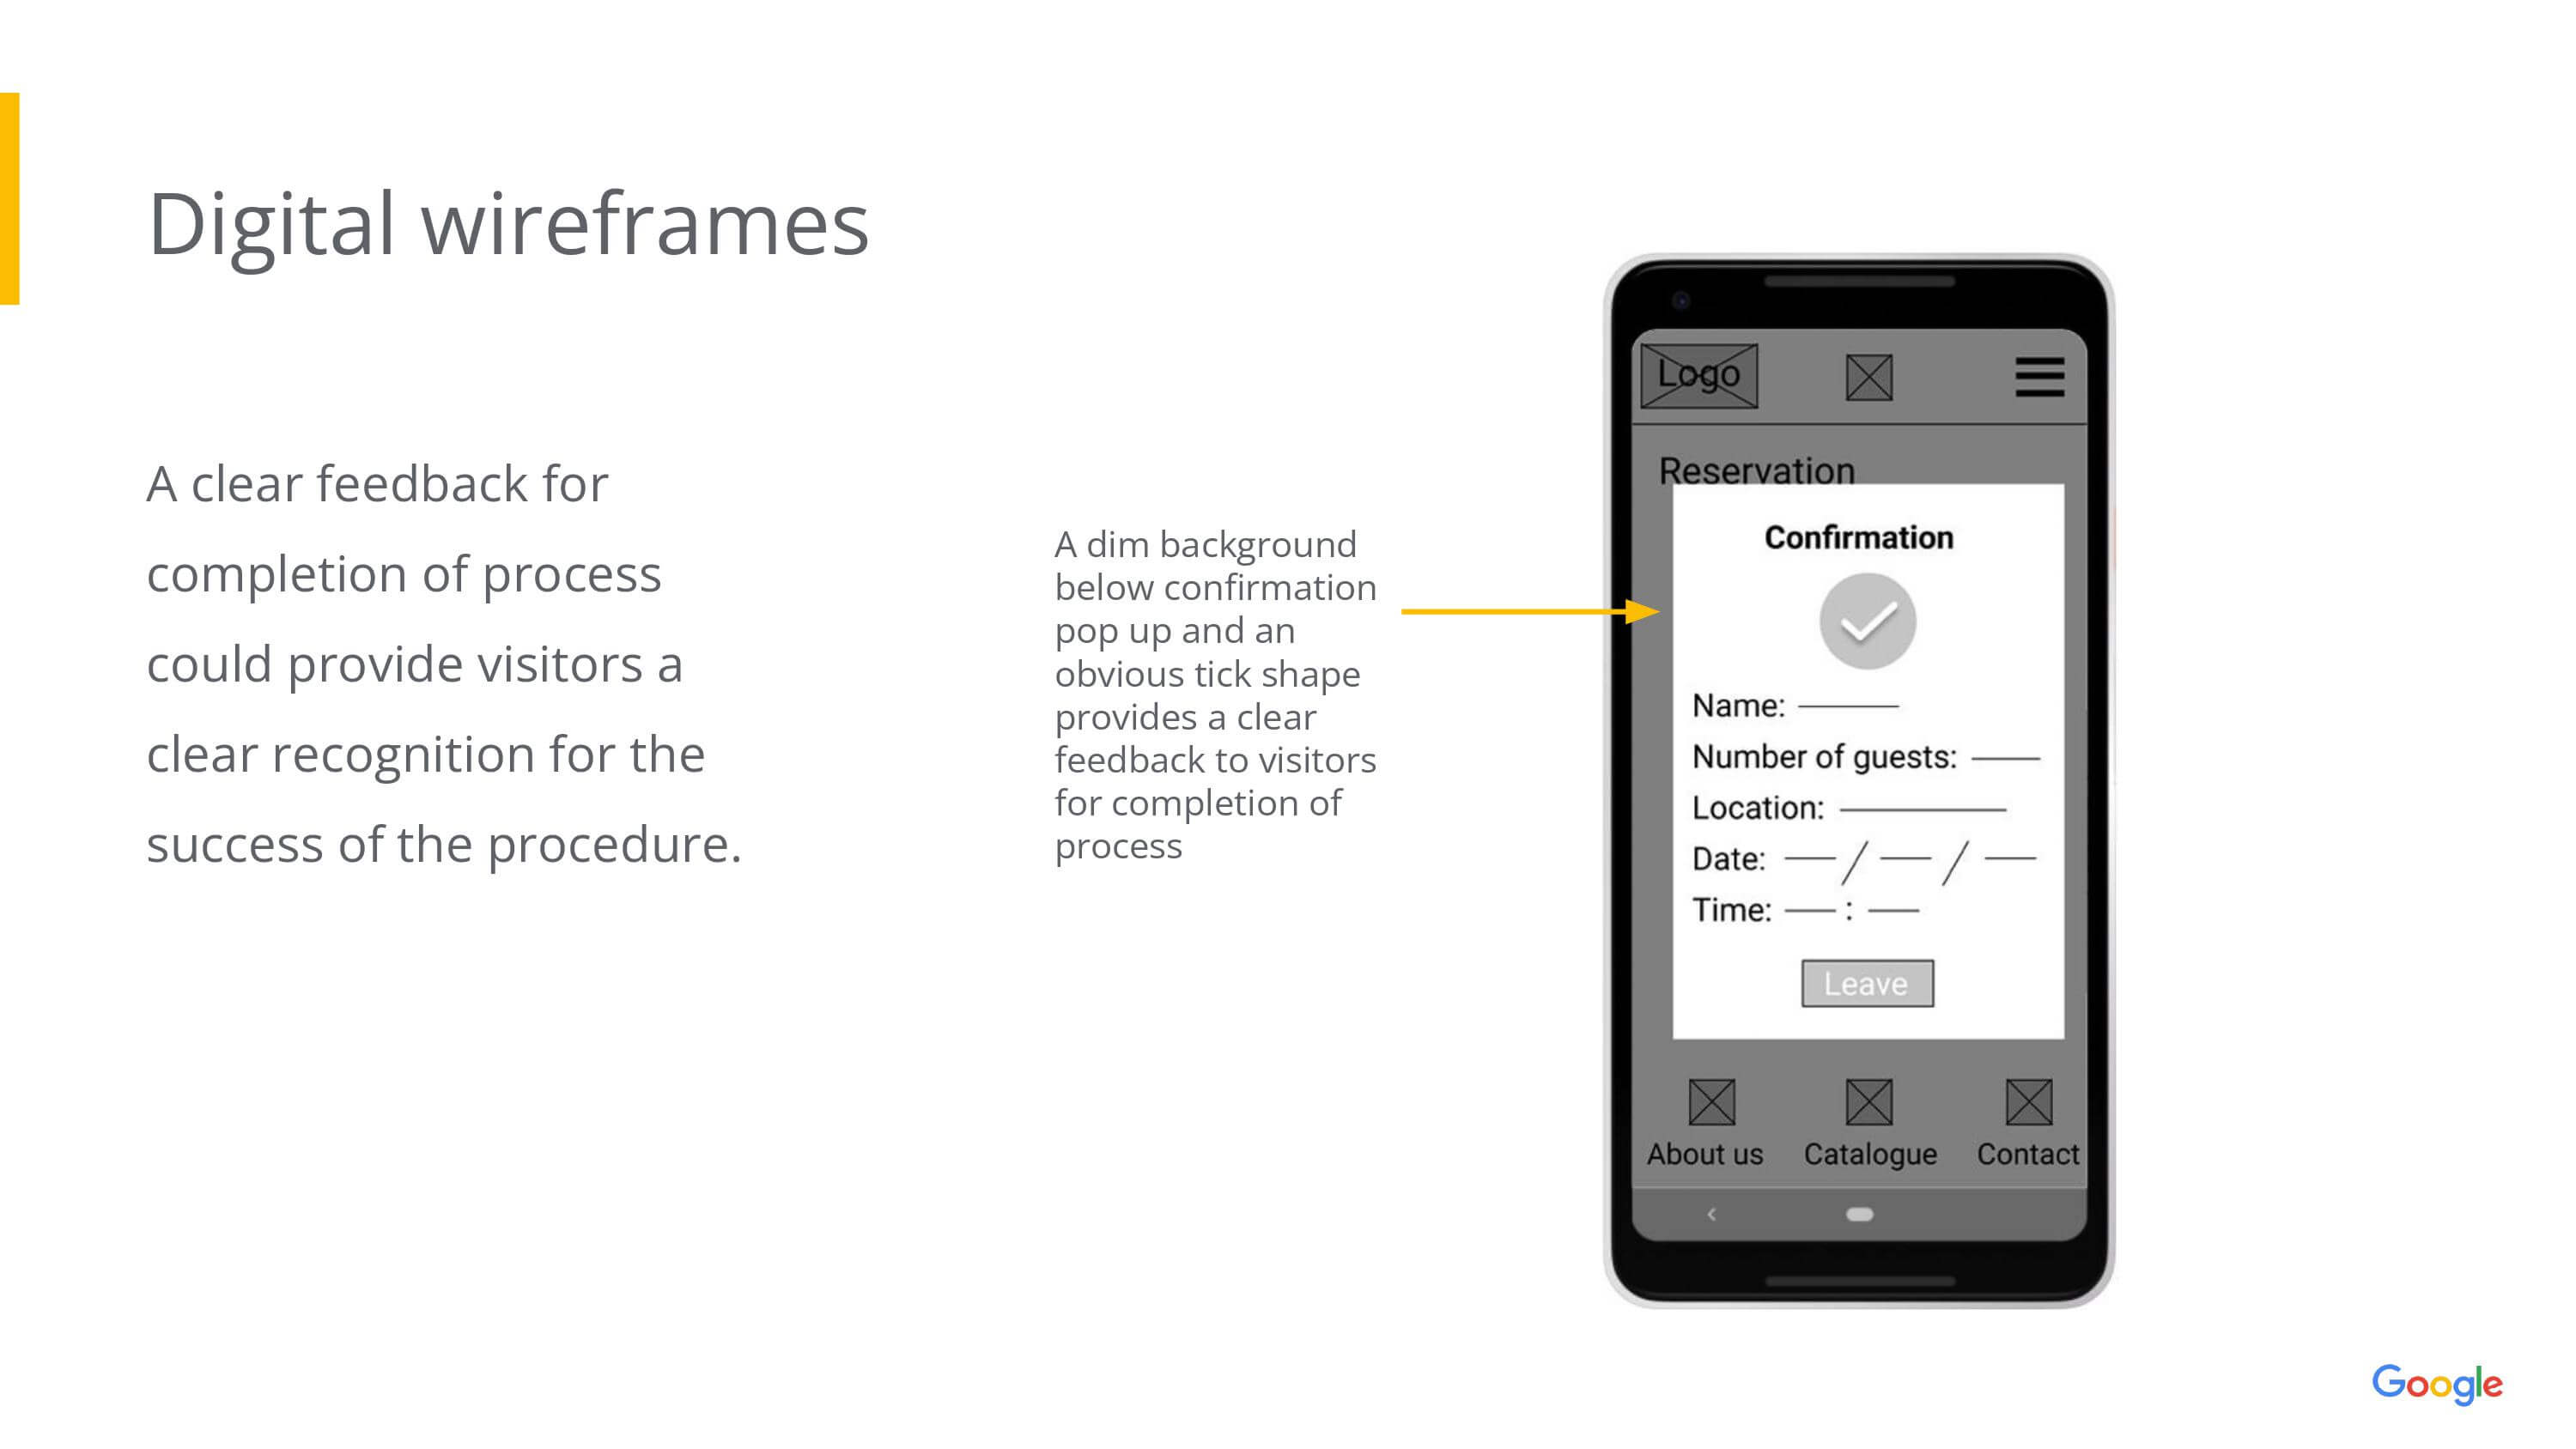 Digital wireframes
A clear feedback for
completion of process
could provide visitors a
clear recognition for the
success of the procedure.
A dim background
below confirmation
pop up and an
obvious tick shape
provides a clear
feedback to visitors
for completion of
process
Logo
Reservation
Confirmation
Name:
Number of guests:
Location:
Date: / /
Time: :
Leave
About us Catalogue Contact
Google